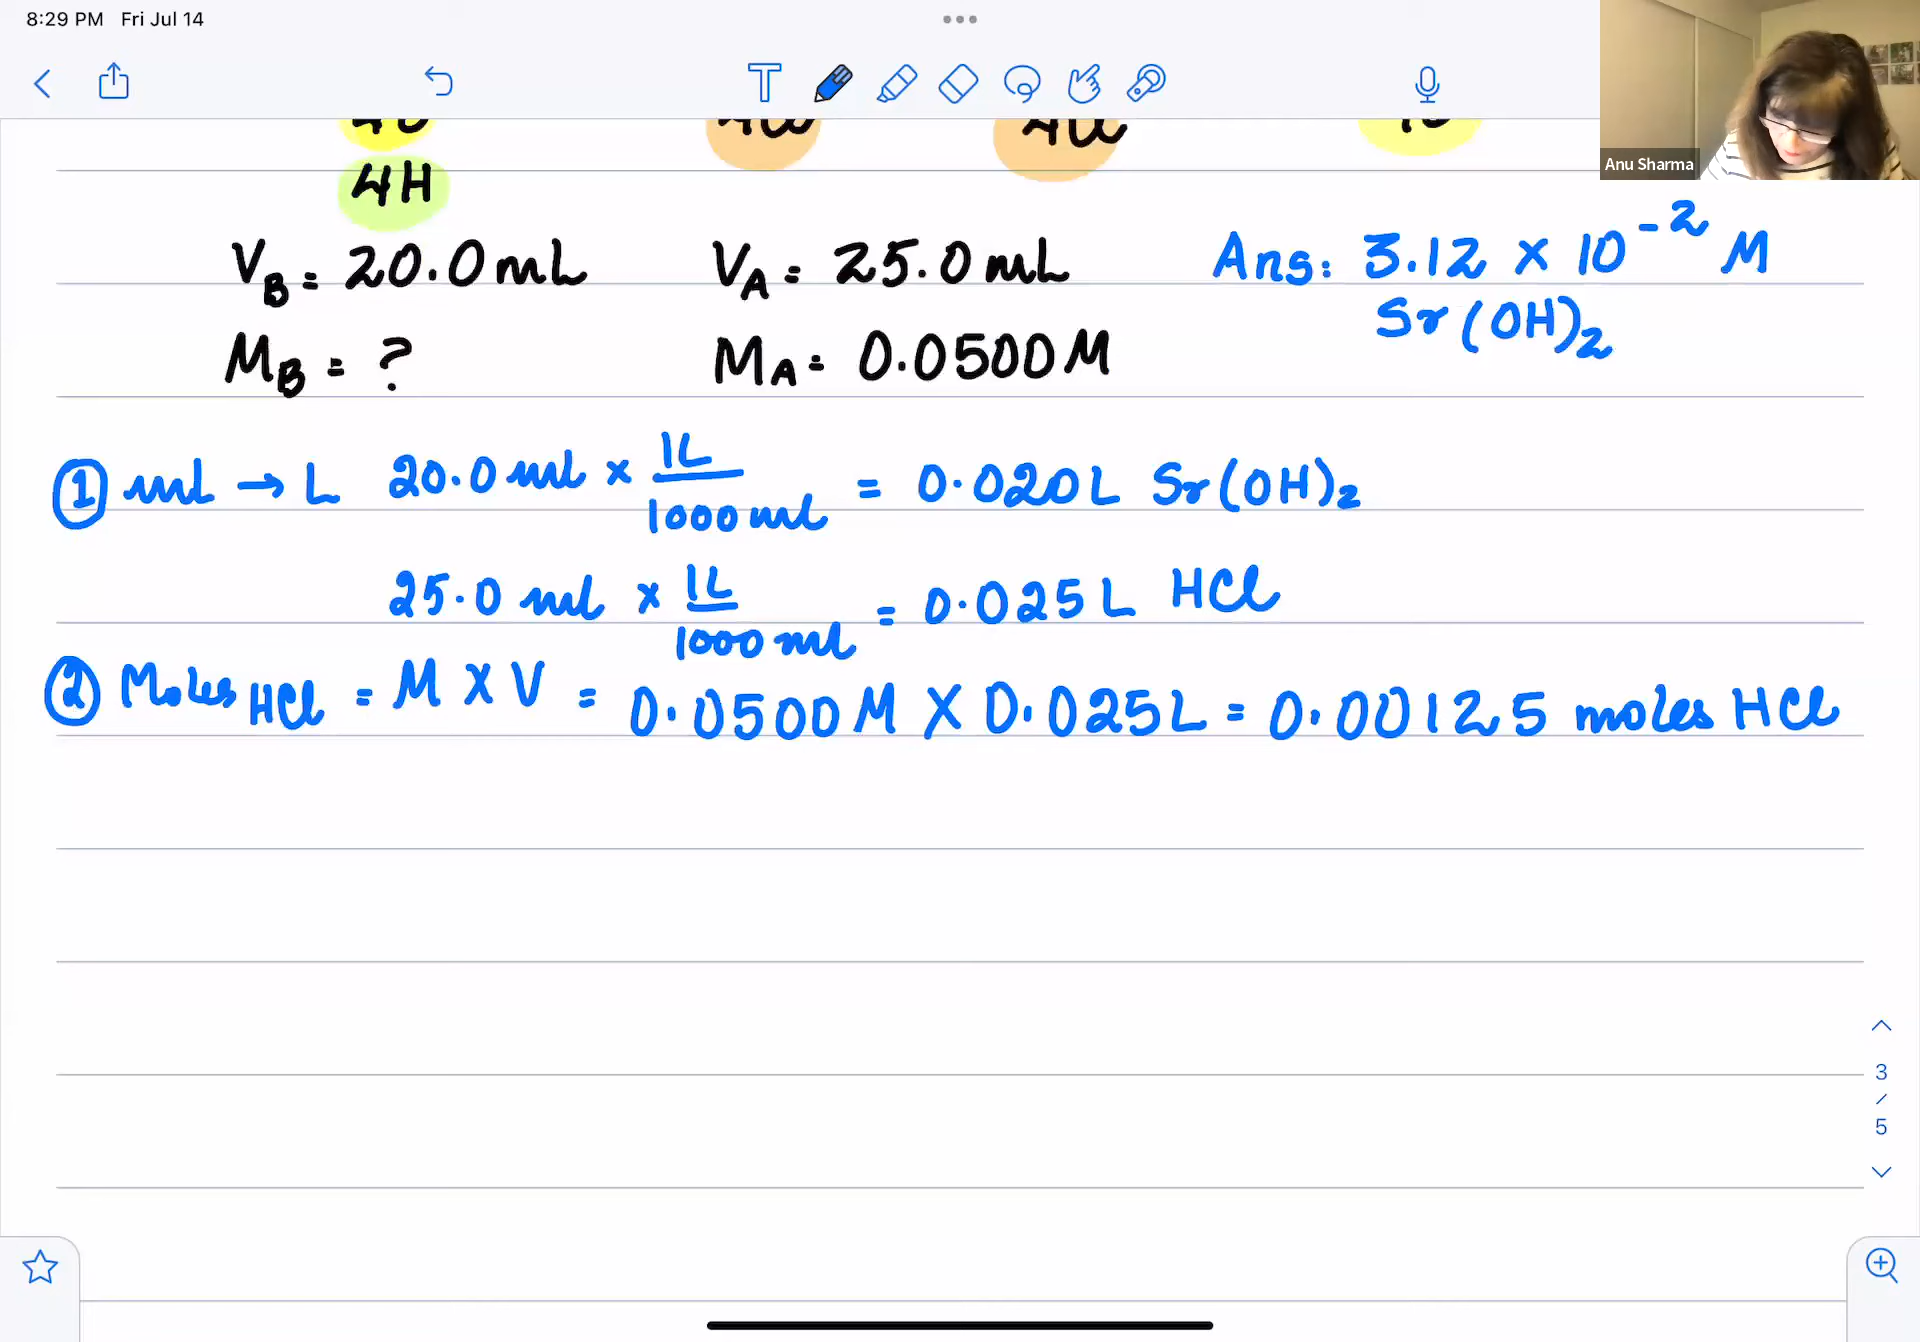 8:29 PM Fri Jul 14
Anu Sharma
4H
V_B = 20.0 mL V_A = 25.0 mL Ans: 3.12 × 10⁻² M
Sr(OH)₂
M_B = ? M_A = 0.0500 M
① ml → L 20.0 ml × 1L/1000 ml = 0.020 L Sr(OH)₂
25.0 ml × 1L/1000 ml = 0.025 L HCl
② Moles HCl = M X V = 0.0500 M X 0.025 L = 0.00125 moles HCl
3
/
5